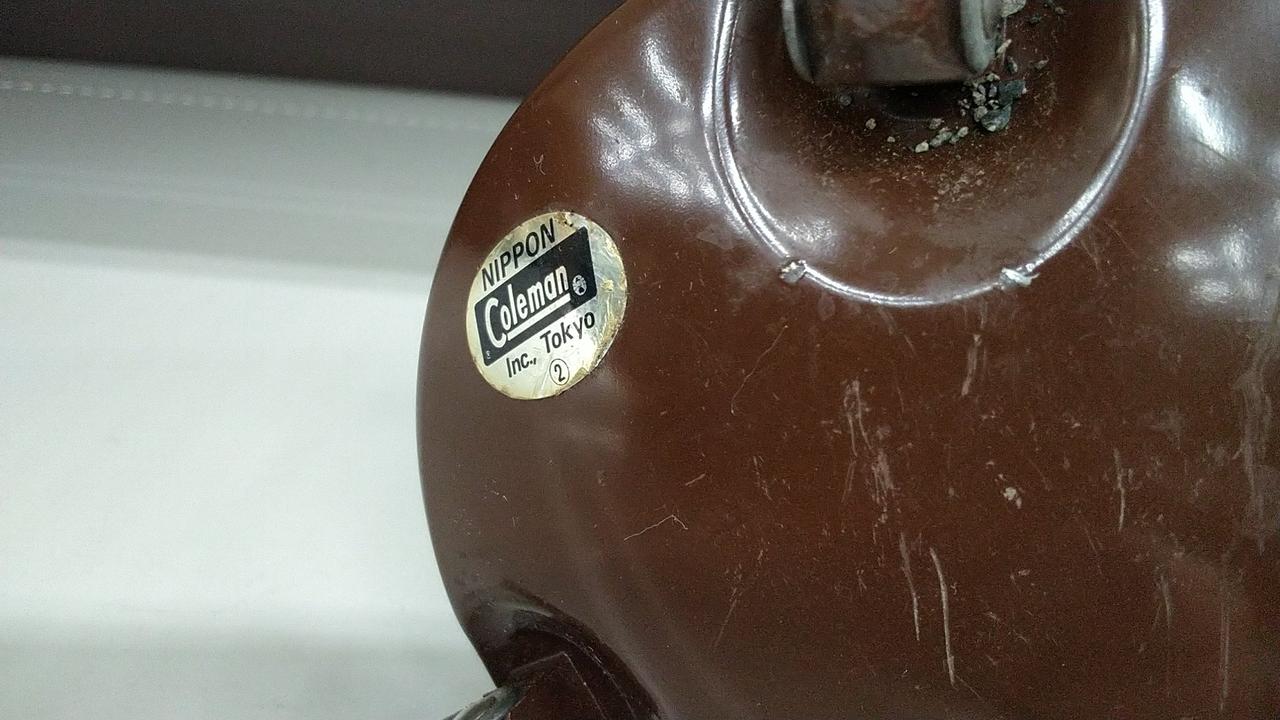 NIPPON
Coleman
Inc., Tokyo
②